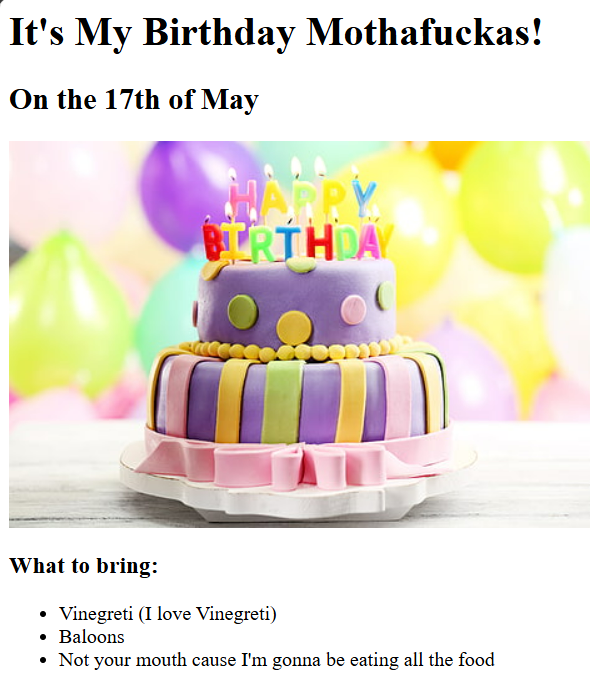 It's My Birthday Mothafuckas!
On the 17th of May
HAPPY
BIRTHDAY
What to bring:
Vinegreti (I love Vinegreti)
Baloons
Not your mouth cause I'm gonna be eating all the food